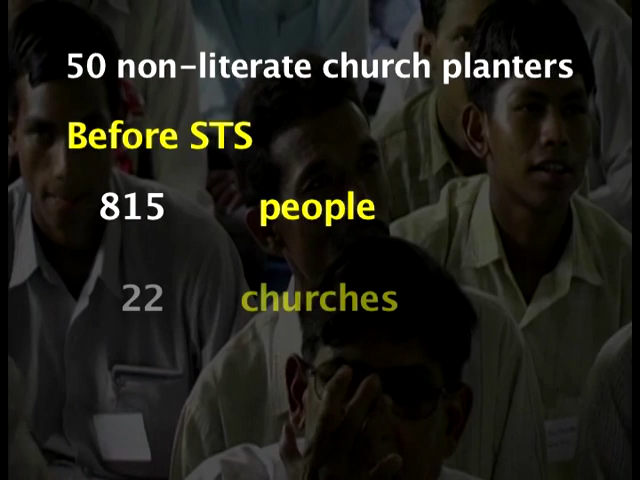 50 non-literate church planters
Before STS
815 people
22 churches